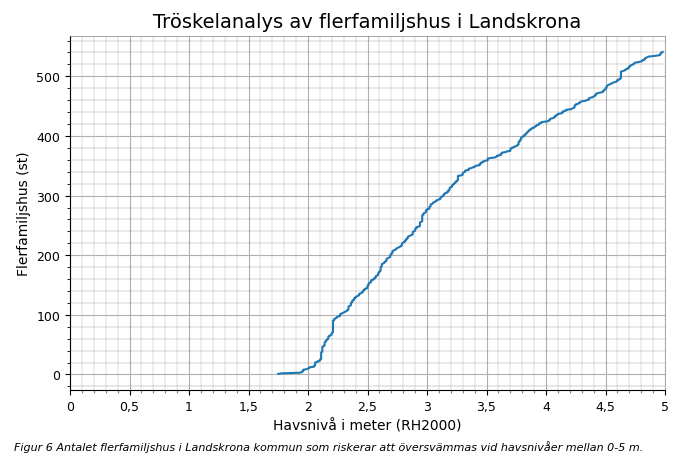 Tröskelanalys av flerfamiljshus i Landskrona
Flerfamiljshus (st)
500
400
300
200
100
0
0 0,5 1 1,5 2 2,5 3 3,5 4 4,5 5
Havsnivå i meter (RH2000)
Figur 6 Antalet flerfamiljshus i Landskrona kommun som riskerar att översvämmas vid havsnivåer mellan 0-5 m.